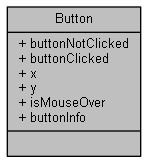 Button
+ buttonNotClicked
+ buttonClicked
+ x
+ y
+ isMouseOver
+ buttonInfo